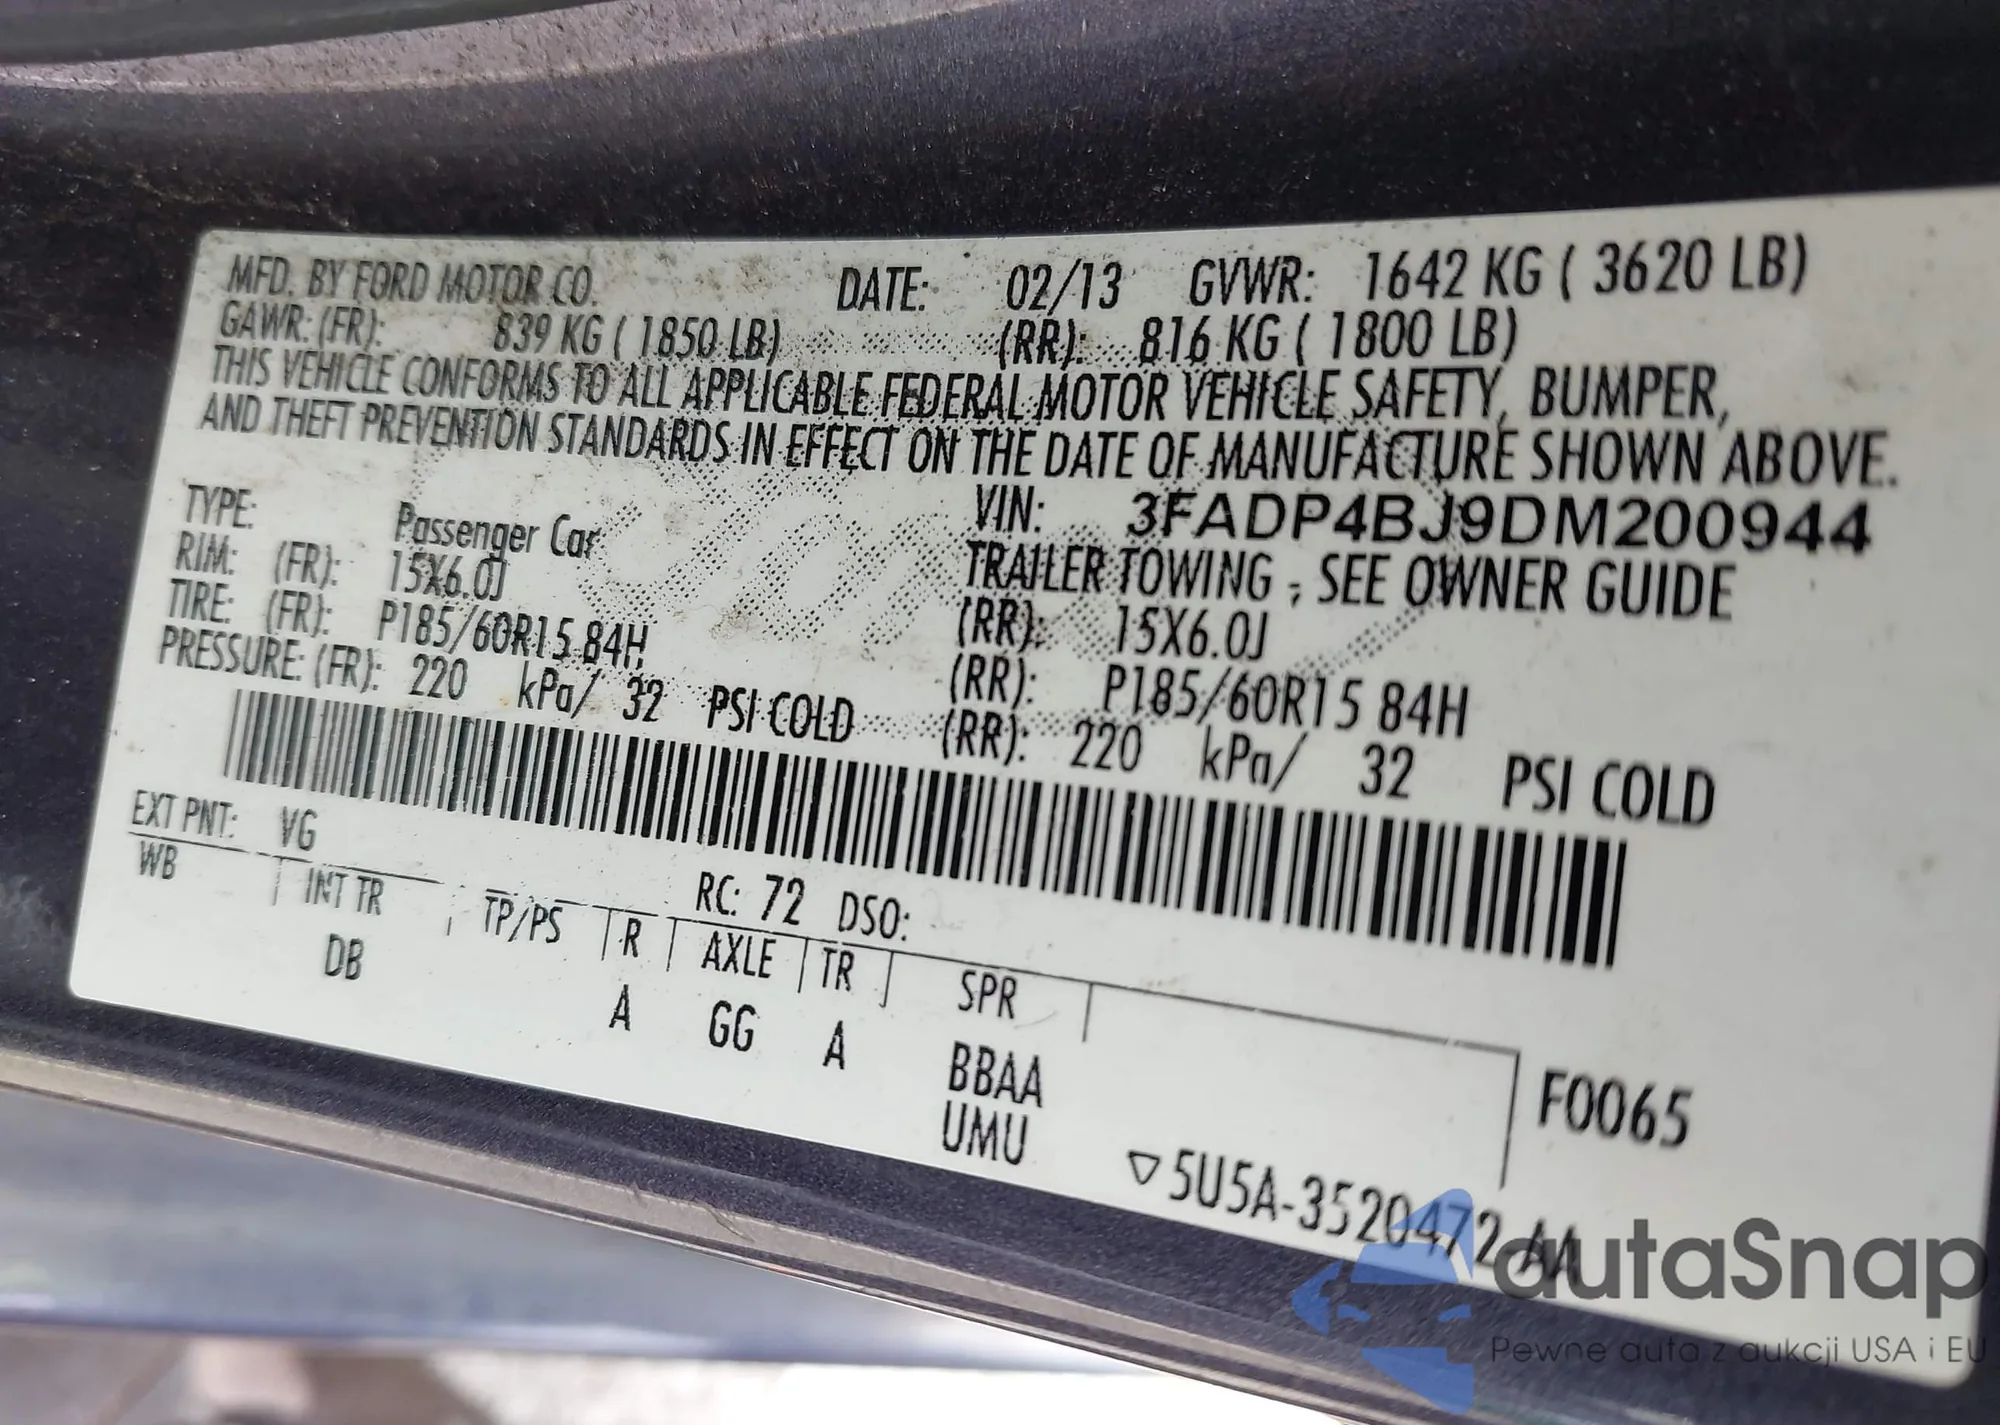 MFD. BY FORD MOTOR CO. DATE: 02/13 GVWR: 1642 KG ( 3620 LB)
GAWR: (FR): 839 KG ( 1850 LB) (RR): 816 KG ( 1800 LB)
THIS VEHICLE CONFORMS TO ALL APPLICABLE FEDERAL MOTOR VEHICLE SAFETY, BUMPER,
AND THEFT PREVENTION STANDARDS IN EFFECT ON THE DATE OF MANUFACTURE SHOWN ABOVE.
VIN: 3FADP4BJ9DM200944
TYPE: Passenger Car TRAILER TOWING - SEE OWNER GUIDE
RIM: (FR): 15X6.0J (RR): 15X6.0J
TIRE: (FR): P185/60R15 84H (RR): P185/60R15 84H
PRESSURE: (FR): 220 kPa/ 32 PSI COLD (RR): 220 kPa/ 32 PSI COLD
EXT PNT: VG RC: 72 DSO:
WB INT TR TP/PS R AXLE TR SPR
DB A GG A BBAA F0065
UMU
▽5U5A-3520472-AA
autaSnap
Pewne auta z aukcji USA i EU